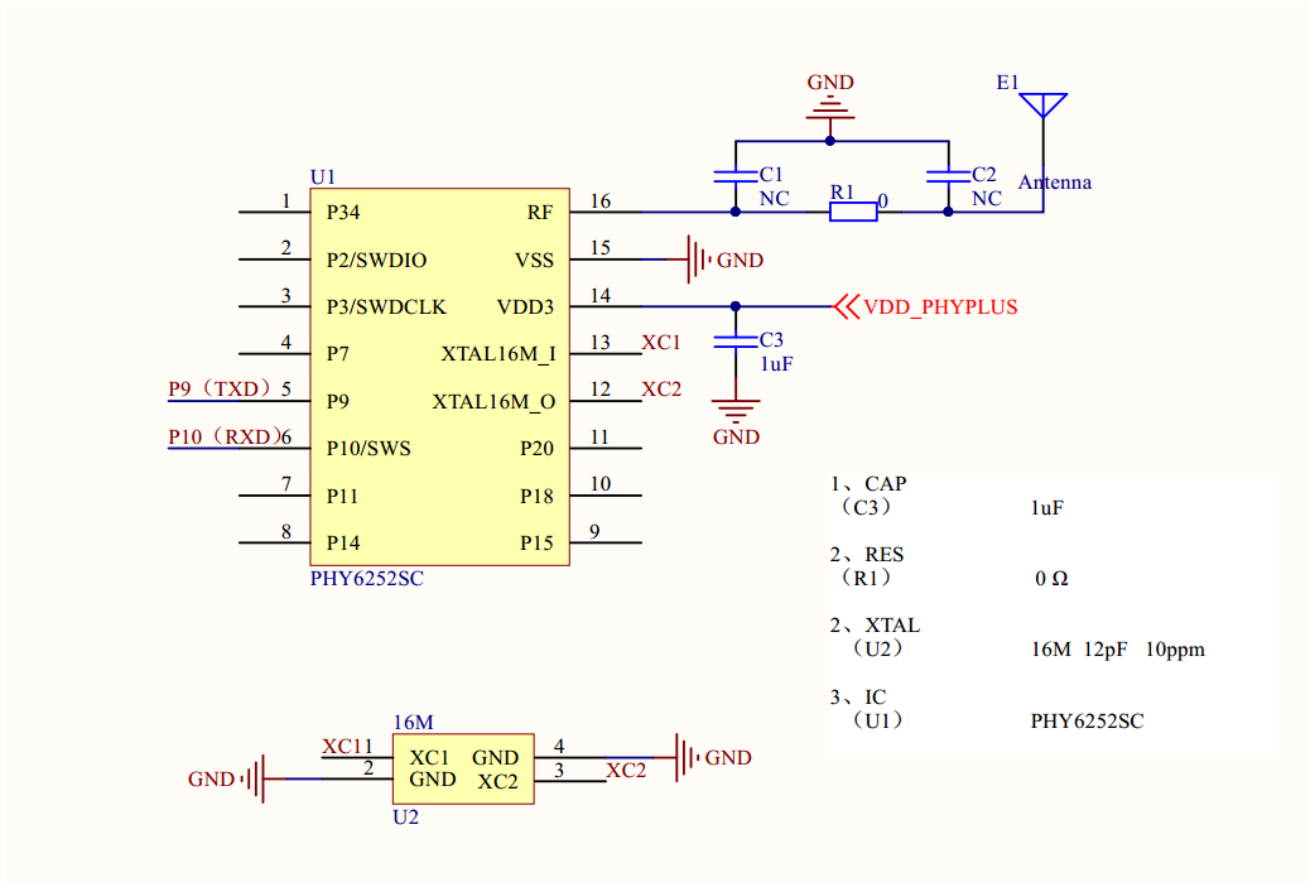 GND
E1
C1
NC
R1
0
C2
NC
Antenna
U1
1
P34
RF
16
2
P2/SWDIO
VSS
15
GND
3
P3/SWDCLK
VDD3
14
VDD_PHYPLUS
C3
1uF
GND
4
P7
XTAL16M_I
13
XC1
P9（TXD）
5
P9
XTAL16M_O
12
XC2
P10（RXD）
6
P10/SWS
P20
11
7
P11
P18
10
8
P14
P15
9
PHY6252SC
1、CAP
（C3） 1uF
2、RES
（R1） 0 Ω
2、XTAL
（U2） 16M 12pF 10ppm
3、IC
（U1） PHY6252SC
16M
XC1
1
XC1
GND
4
GND
GND
2
GND
XC2
3
XC2
U2